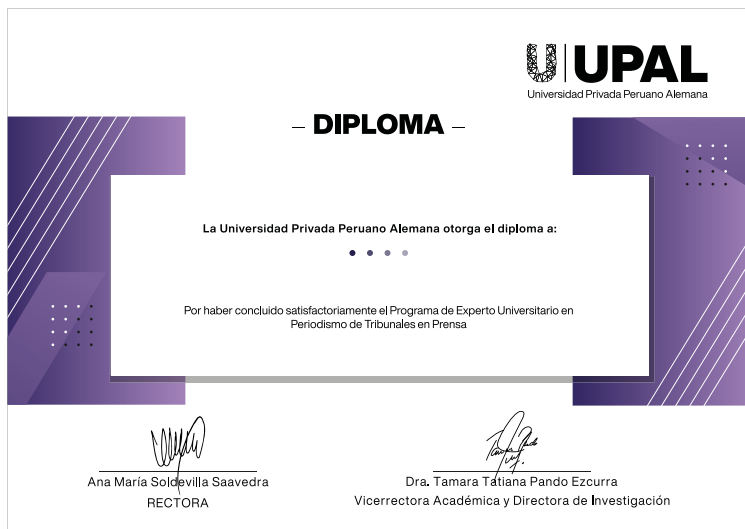 UPAL
Universidad Privada Peruano Alemana
– DIPLOMA –
La Universidad Privada Peruano Alemana otorga el diploma a:
Por haber concluido satisfactoriamente el Programa de Experto Universitario en
Periodismo de Tribunales en Prensa
Ana María Soldevilla Saavedra
RECTORA
Dra. Tamara Tatiana Pando Ezcurra
Vicerrectora Académica y Directora de Investigación